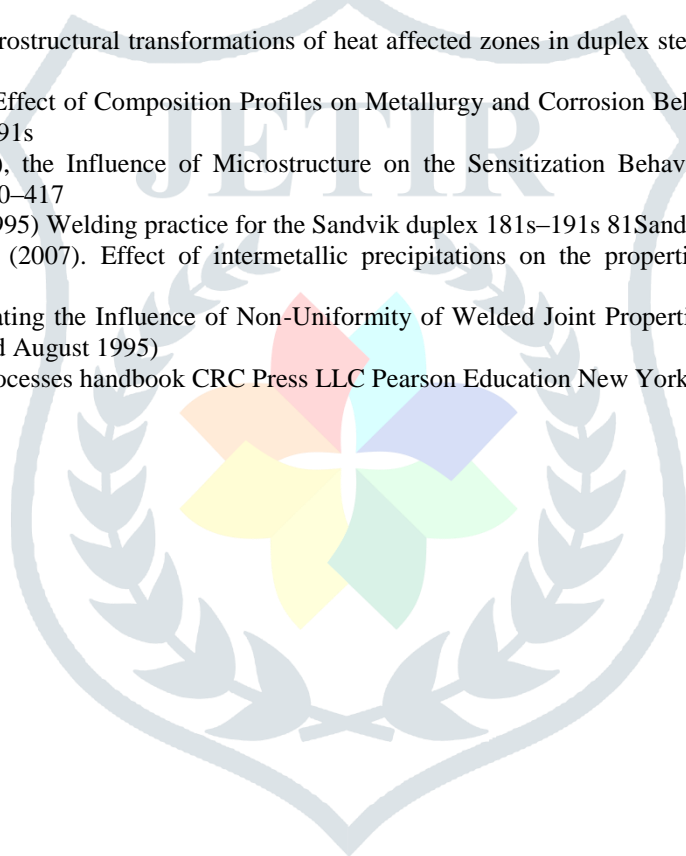 rostructural transformations of heat affected zones in duplex ste
Effect of Composition Profiles on Metallurgy and Corrosion Beh
91s
), the Influence of Microstructure on the Sensitization Behav
0–417
995) Welding practice for the Sandvik duplex 181s–191s 81Sand
(2007). Effect of intermetallic precipitations on the properti
ating the Influence of Non-Uniformity of Welded Joint Properti
d August 1995)
ocesses handbook CRC Press LLC Pearson Education New York
JETIR